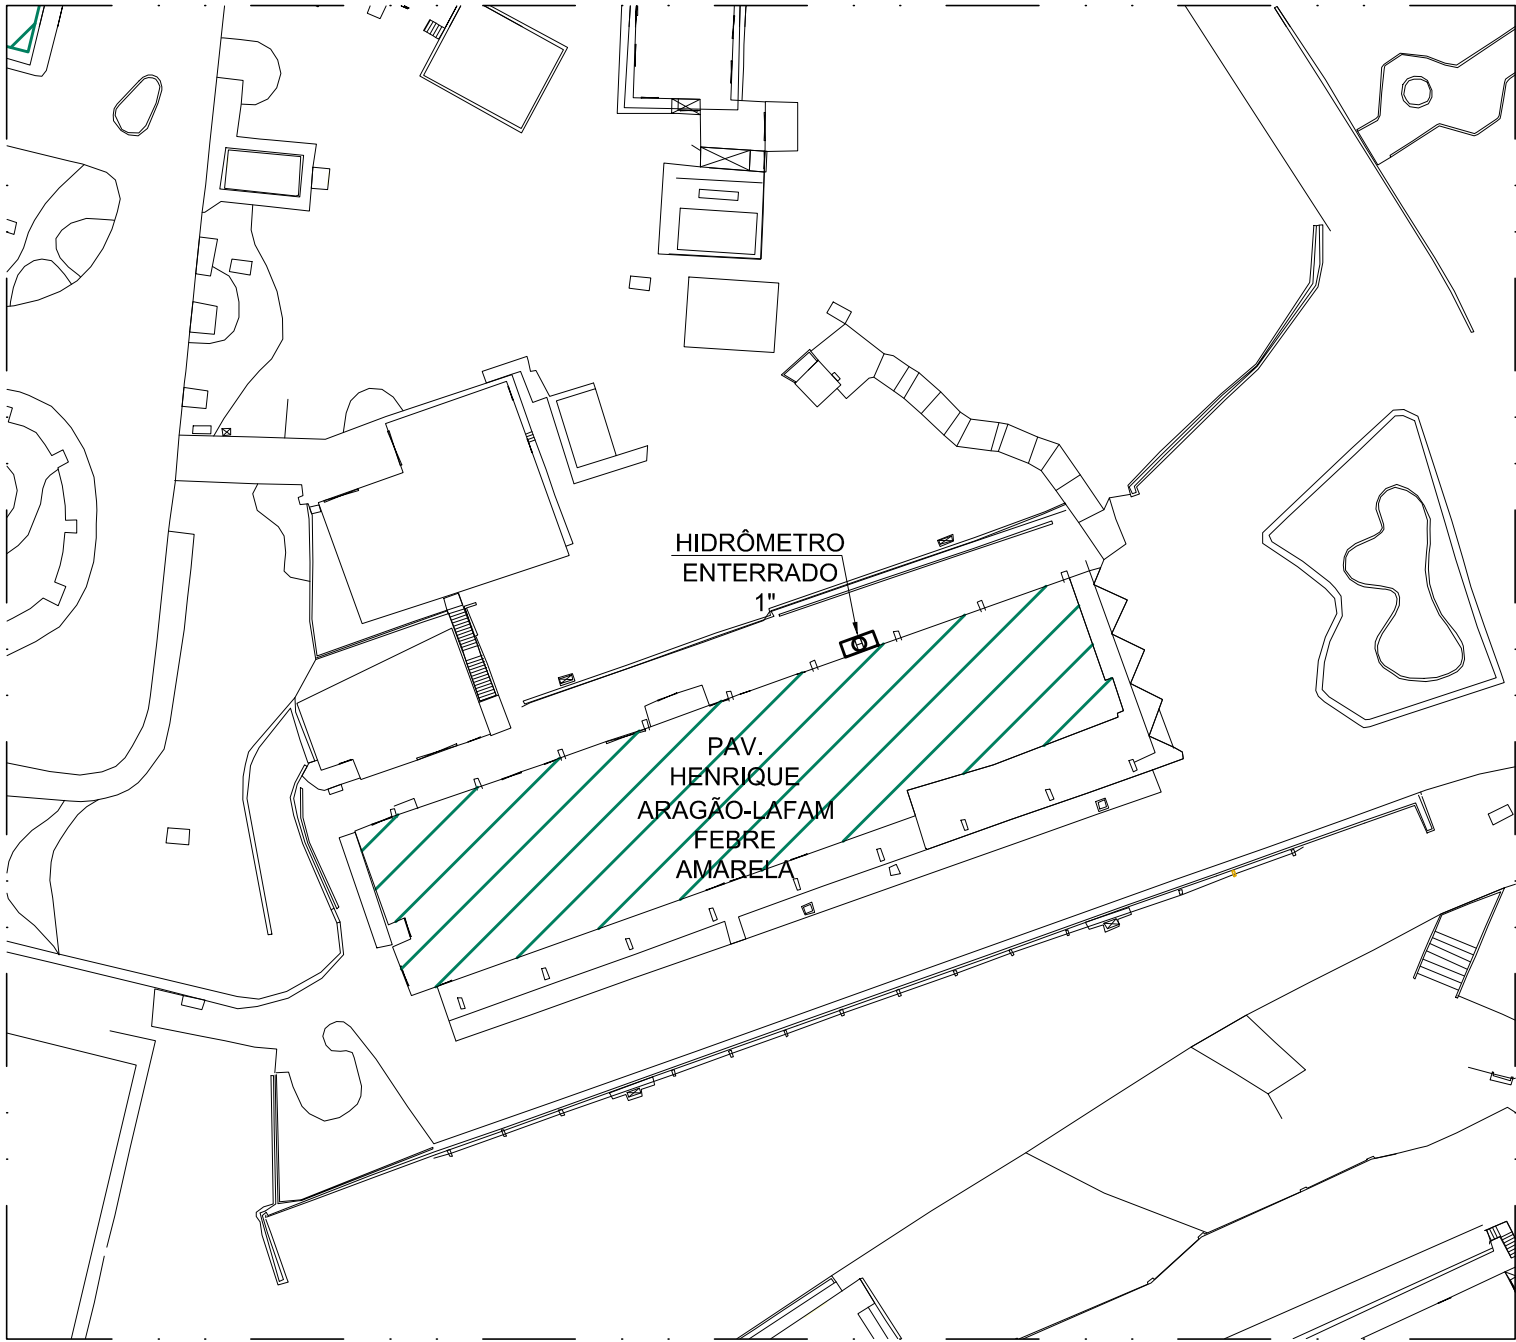 HIDRÔMETRO
ENTERRADO
1"
PAV.
HENRIQUE
ARAGÃO-LAFAM
FEBRE
AMARELA